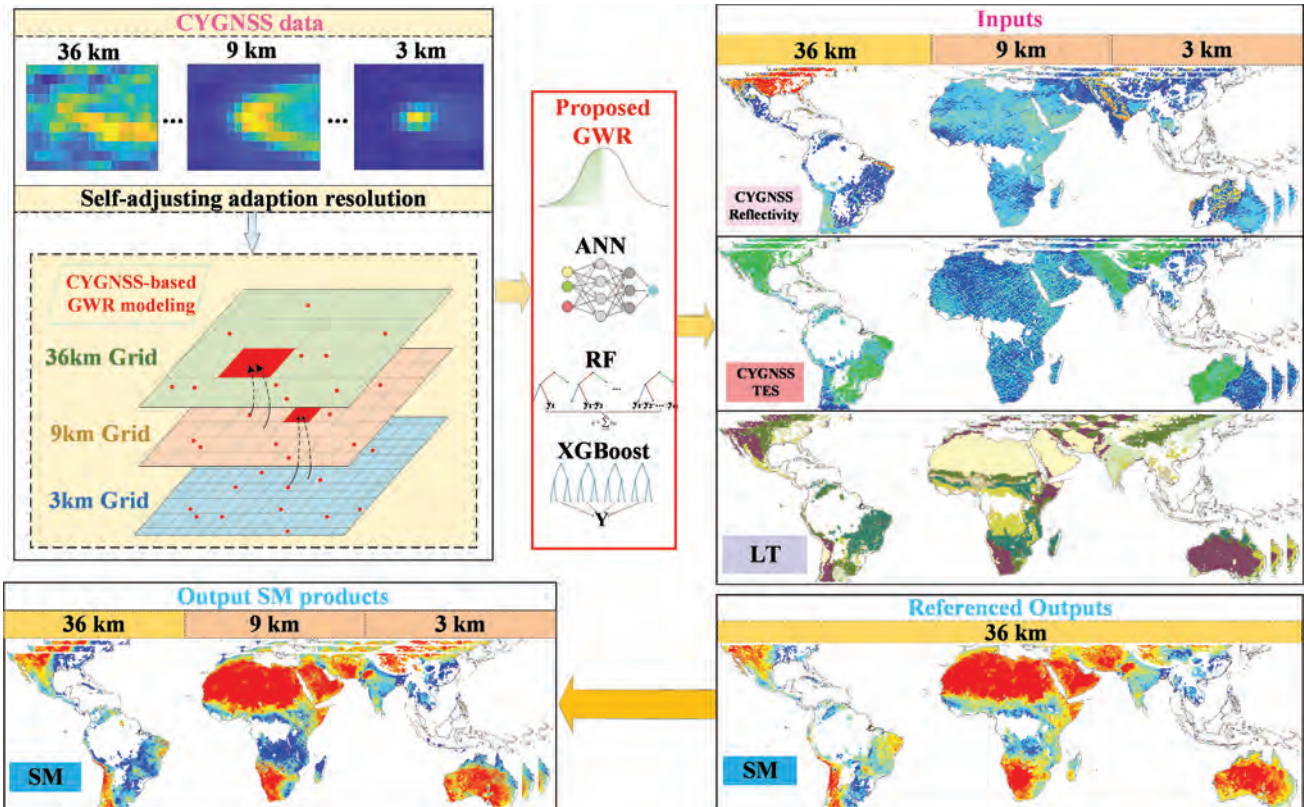 CYGNSS data
36 km
9 km
3 km
...
...
Self-adjusting adaption resolution
CYGNSS-based
GWR modeling
36km Grid
9km Grid
3km Grid
Proposed
GWR
ANN
RF
...
XGBoost
Y
Inputs
36 km
9 km
3 km
CYGNSS
Reflectivity
CYGNSS
TES
LT
Output SM products
36 km
9 km
3 km
SM
Referenced Outputs
36 km
SM